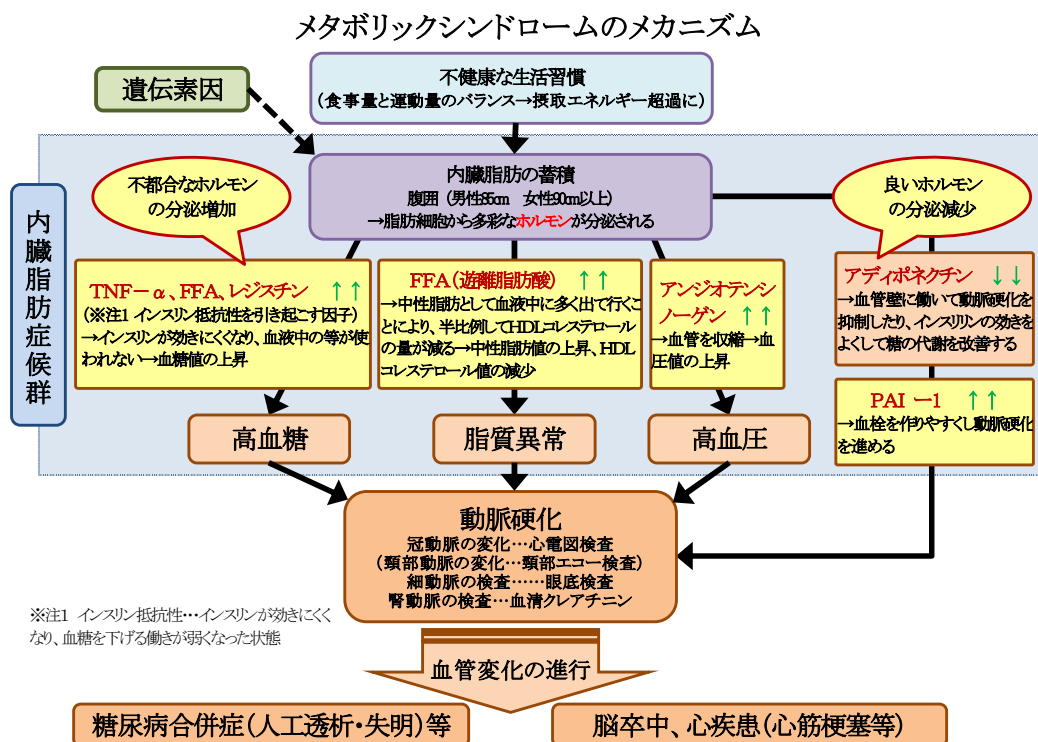 メタボリックシンドロームのメカニズム
遺伝素因
不健康な生活習慣
（食事量と運動量のバランス→摂取エネルギー超過に）
内臓脂肪症候群
不都合なホルモン
の分泌増加
内臓脂肪の蓄積
腹囲（男性85cm　女性90cm以上）
→脂肪細胞から多彩なホルモンが分泌される
良いホルモン
の分泌減少
TNF－α、FFA、レジスチン　↑↑
（※注1 インスリン抵抗性を引き起こす因子）
→インスリンが効きにくくなり、血液中の等が使
われない→血糖値の上昇
FFA（遊離脂肪酸）　↑↑
→中性脂肪として血液中に多く出て行くこ
とにより、半比例してHDLコレステロール
の量が減る→中性脂肪値の上昇、HDL
コレステロール値の減少
アンジオテンシ
ノーゲン　↑↑
→血管を収縮→血
圧値の上昇
アディポネクチン　↓↓
→血管壁に働いて動脈硬化を
抑制したり、インスリリンの効きを
よくして糖の代謝を改善する
PAI ー1　↑↑
→血栓を作りやすくし動脈硬化
を進める
高血糖
脂質異常
高血圧
動脈硬化
冠動脈の変化…心電図検査
（頸部動脈の変化…頸部エコー検査）
細動脈の検査……眼底検査
腎動脈の検査…血清クレアチニン
※注1 インスリン抵抗性・・・インスリンが効きにくく
なり、血糖を下げる働きが弱くなった状態
血管変化の進行
糖尿病合併症（人工透析・失明）等
脳卒中、心疾患（心筋梗塞等）